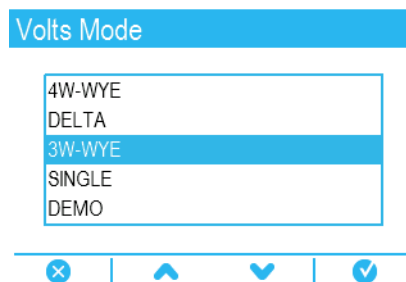 Volts Mode
4W-WYE
DELTA
3W-WYE
SINGLE
DEMO